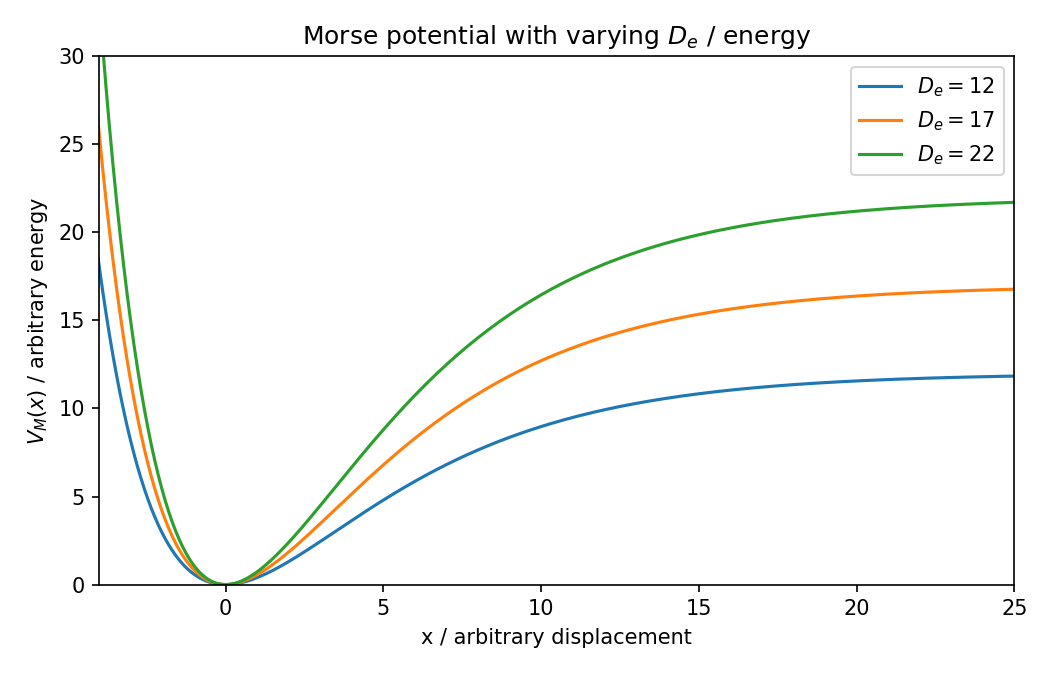 Morse potential with varying $D_e$ / energy
$D_e = 12$
$D_e = 17$
$D_e = 22$
$V_M(x)$ / arbitrary energy
30
25
20
15
10
5
0
0 5 10 15 20 25
x / arbitrary displacement